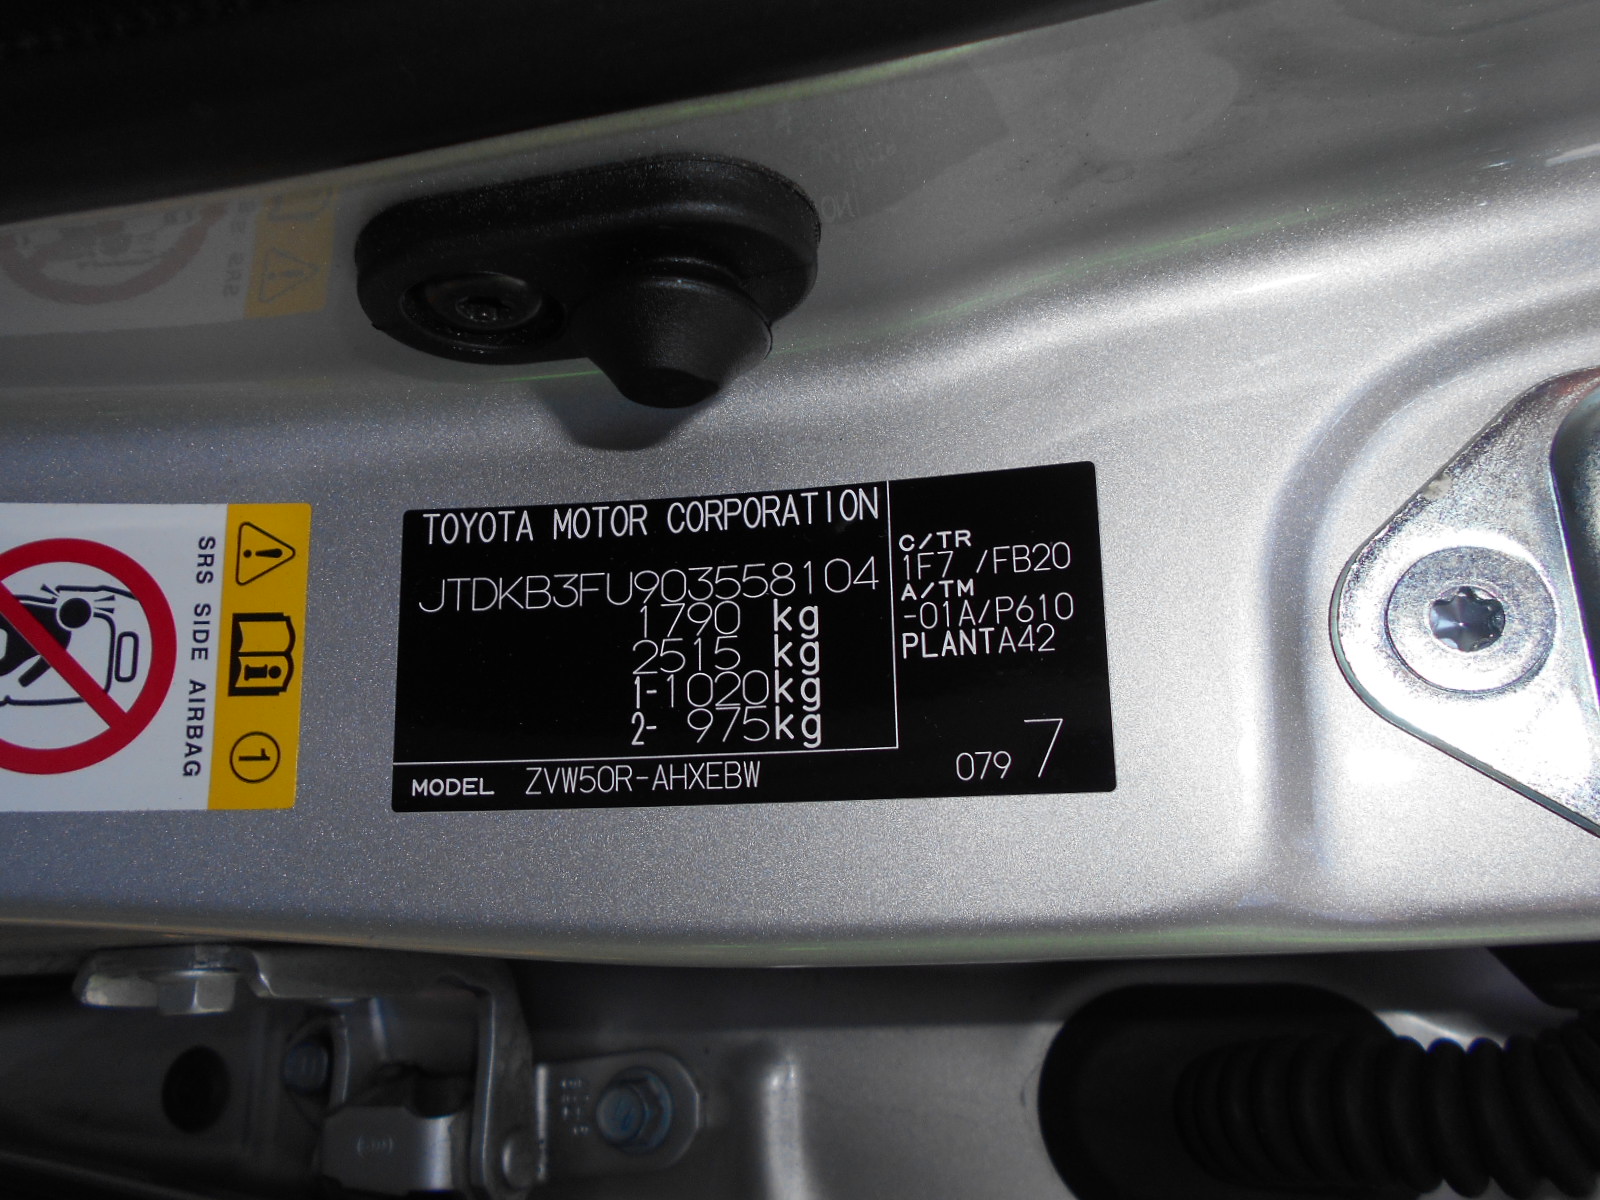 TOYOTA MOTOR CORPORATION
JTDKB3FU903558104
1790 kg
2515 kg
1-1020kg
2- 975kg
C/TR
1F7 /FB20
A/TM
-01A/P610
PLANTA42
MODEL ZVW50R-AHXEBW
079 7
SRS SIDE AIRBAG
1